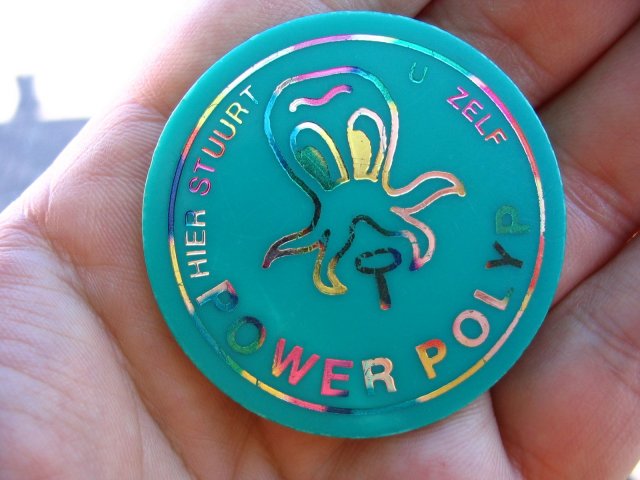 HIER STUURT U ZELF
POWER POLYP